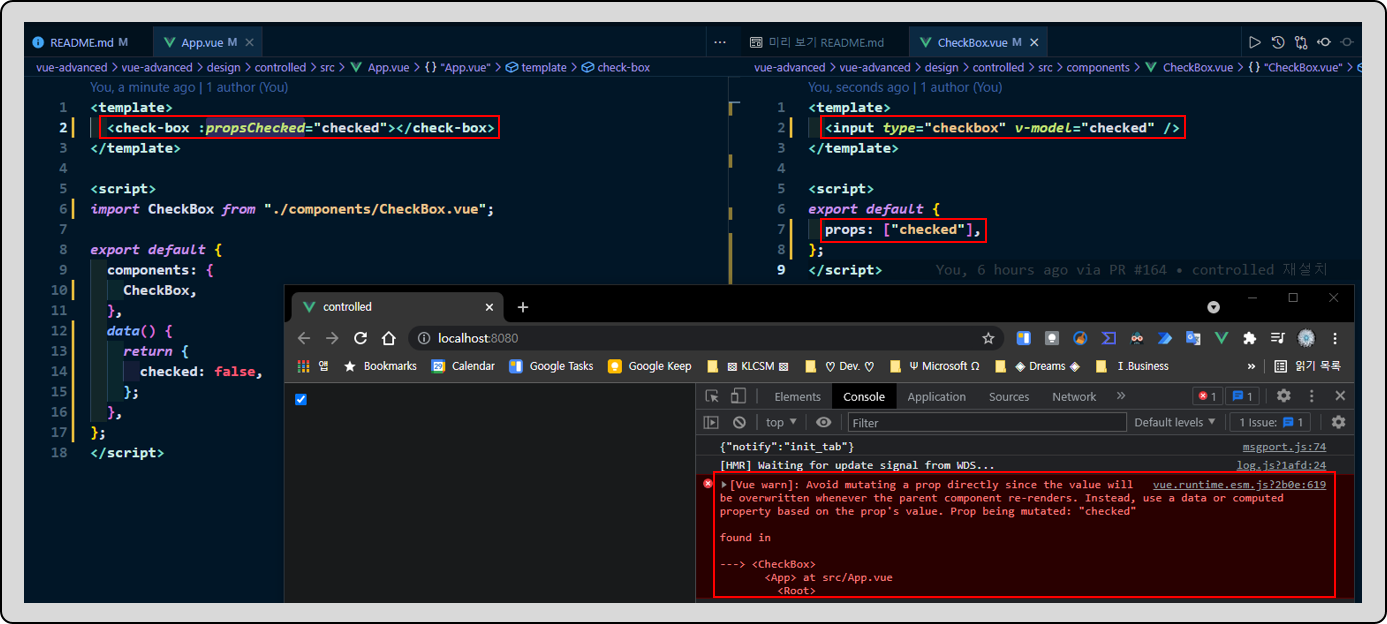 README.md M
App.vue M
미리 보기 README.md
CheckBox.vue M
vue-advanced > vue-advanced > design > controlled > src > App.vue > {} "App.vue" > template > check-box
vue-advanced > vue-advanced > design > controlled > src > components > CheckBox.vue > {} "CheckBox.vue" >
You, a minute ago | 1 author (You)
1 <template>
2 <check-box :propsChecked="checked"></check-box>
3 </template>
4
5 <script>
6 import CheckBox from "./components/CheckBox.vue";
7
8 export default {
9 components: {
10 CheckBox,
11 },
12 data() {
13 return {
14 checked: false,
15 };
16 },
17 };
18 </script>
You, seconds ago | 1 author (You)
1 <template>
2 <input type="checkbox" v-model="checked" />
3 </template>
4
5 <script>
6 export default {
7 props: ["checked"],
8 };
9 </script> You, 6 hours ago via PR #164 • controlled 재설치
controlled
localhost:8080
앱 Bookmarks 29 Calendar Google Tasks Google Keep ⊠ KLCSM ⊠ ♡ Dev. ♡ Ψ Microsoft Ω ◈ Dreams ◈ I .Business » 읽기 목록
Elements Console Application Sources Network » 1 1
top Filter Default levels 1 Issue: 1
{"notify":"init_tab"} msgport.js:74
[HMR] Waiting for update signal from WDS... log.js?1afd:24
[Vue warn]: Avoid mutating a prop directly since the value will vue.runtime.esm.js?2b0e:619
be overwritten whenever the parent component re-renders. Instead, use a data or computed
property based on the prop's value. Prop being mutated: "checked"
found in
---> <CheckBox>
<App> at src/App.vue
<Root>